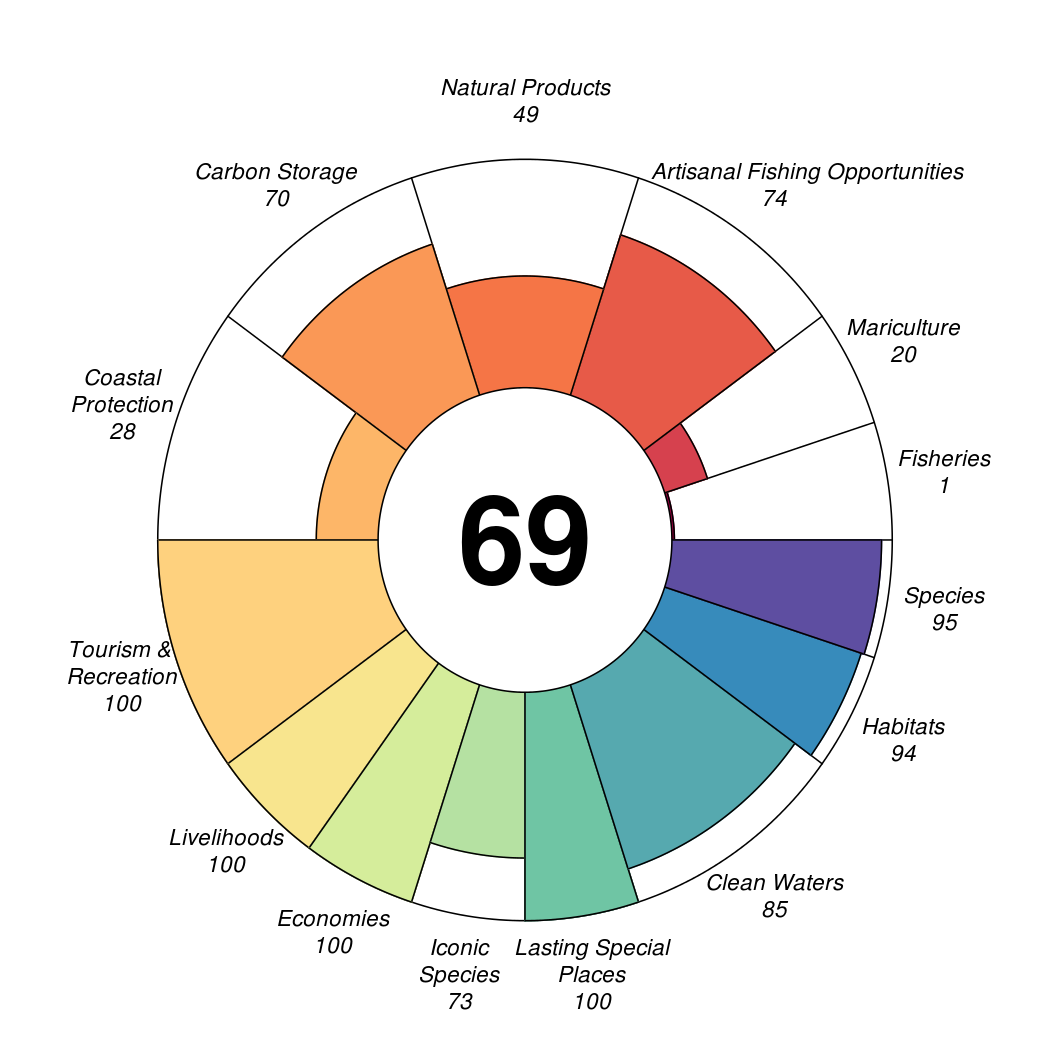 Natural Products
49
Artisanal Fishing Opportunities
74
Carbon Storage
70
Mariculture
20
Coastal
Protection
28
Fisheries
1
69
Species
95
Tourism &
Recreation
100
Habitats
94
Livelihoods
100
Clean Waters
85
Economies
100
Iconic
Species
73
Lasting Special
Places
100